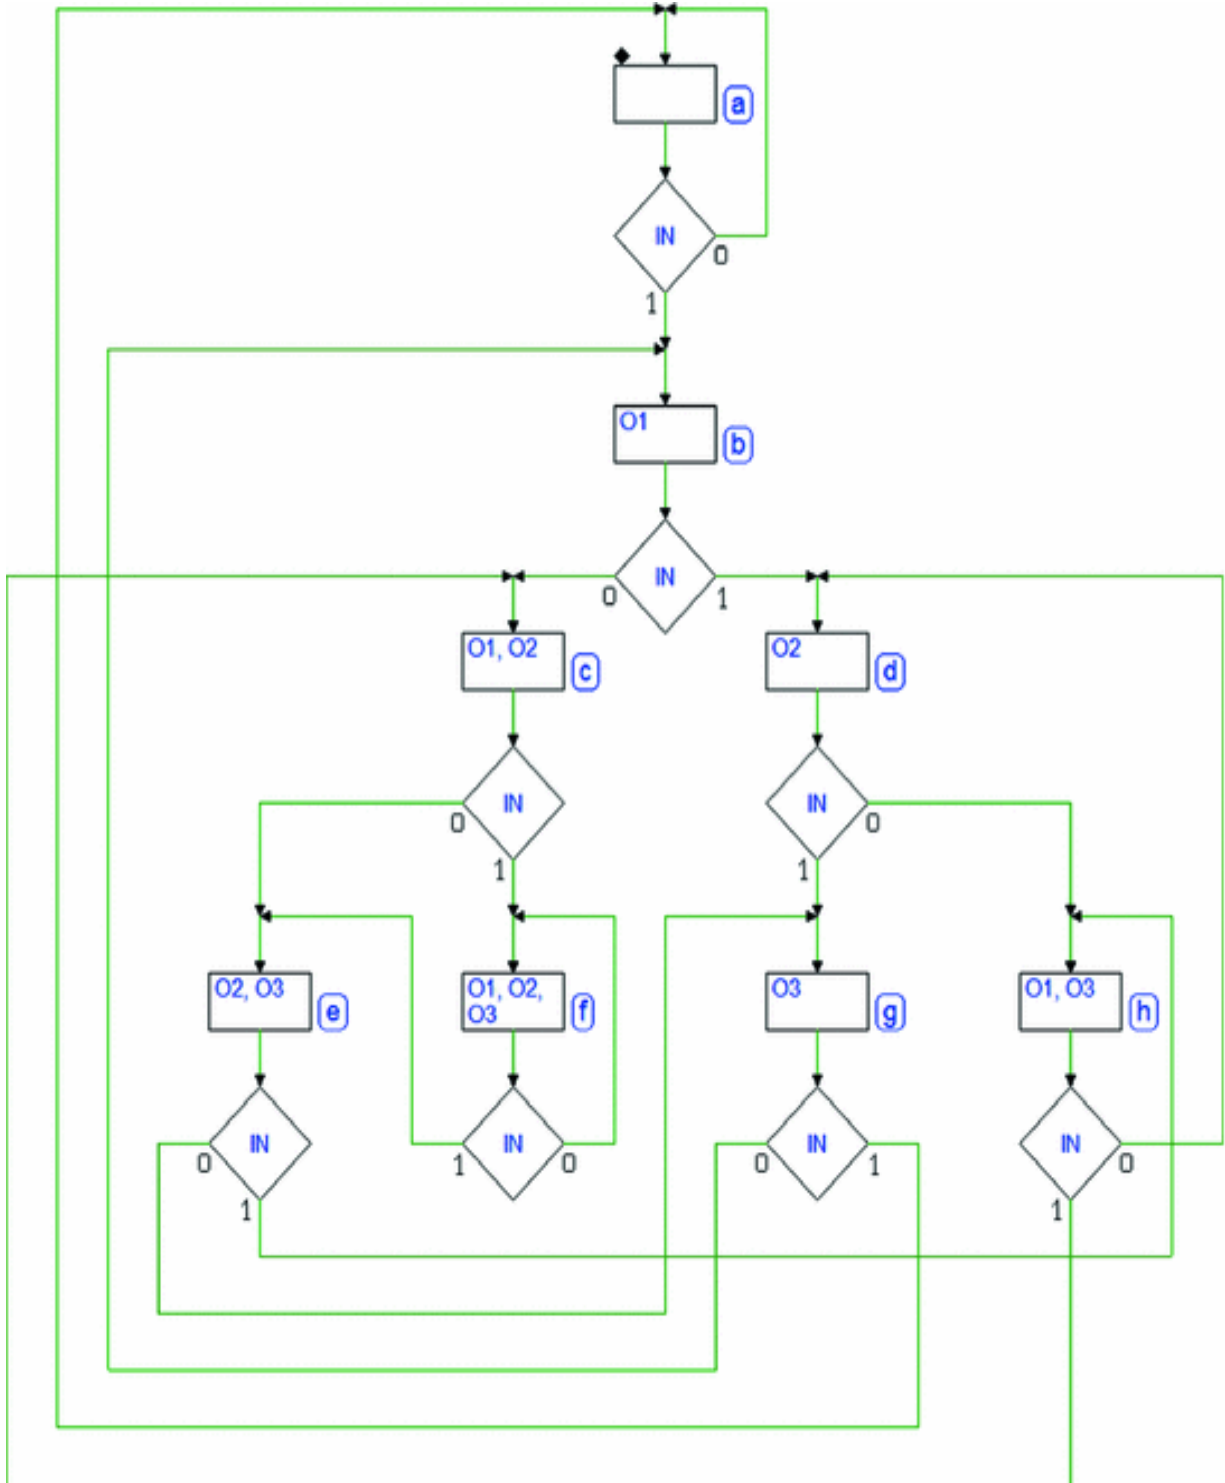 a
IN
0
1
O1
b
IN
0
1
O1, O2
c
O2
d
IN
0
1
IN
0
1
O2, O3
e
O1, O2,
O3
f
O3
g
O1, O3
h
IN
0
1
IN
1
0
IN
0
1
IN
0
1